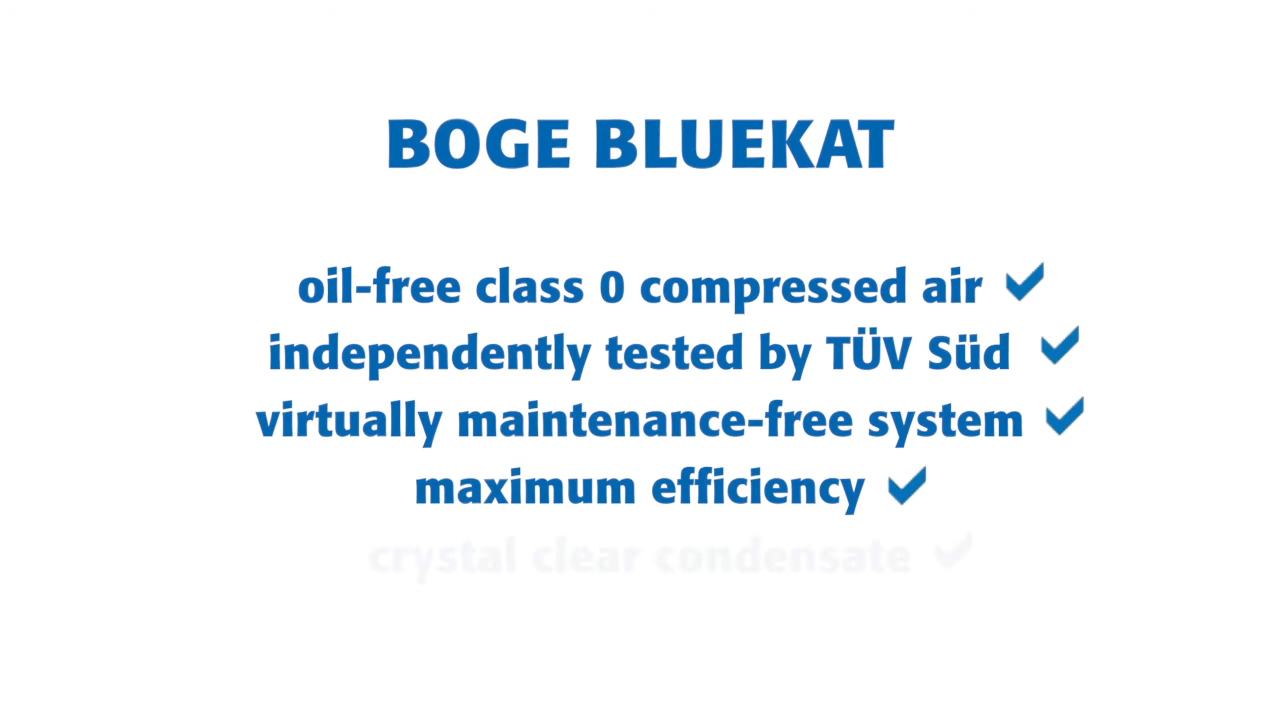 BOGE BLUEKAT
oil-free class 0 compressed air
independently tested by TÜV Süd
virtually maintenance-free system
maximum efficiency
crystal clear condensate